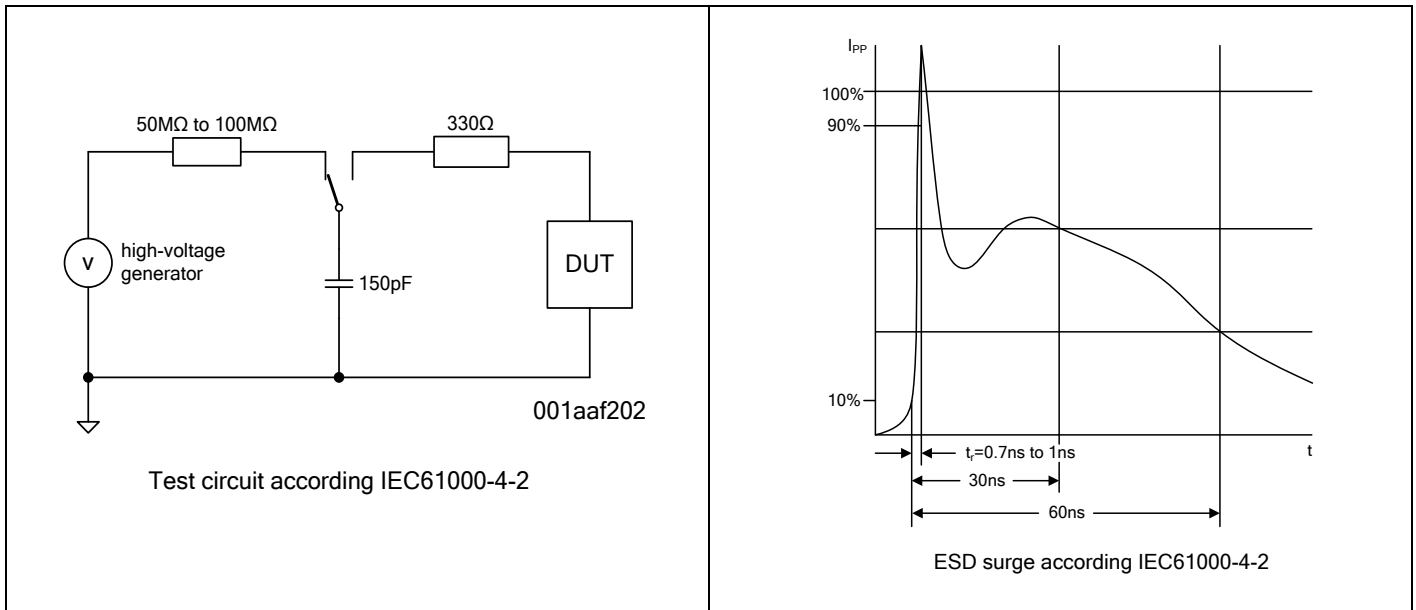 50MΩ to 100MΩ
330Ω
V
high-voltage
generator
150pF
DUT
001aaf202
Test circuit according IEC61000-4-2
IPP
100%
90%
10%
t
tr=0.7ns to 1ns
30ns
60ns
ESD surge according IEC61000-4-2